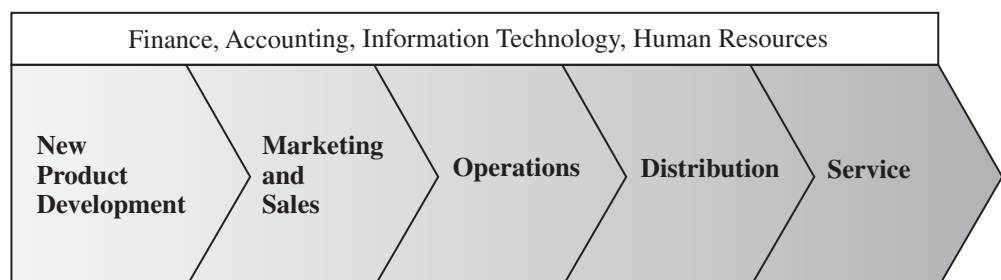 Finance, Accounting, Information Technology, Human Resources
New
Product
Development
Marketing
and
Sales
Operations
Distribution
Service